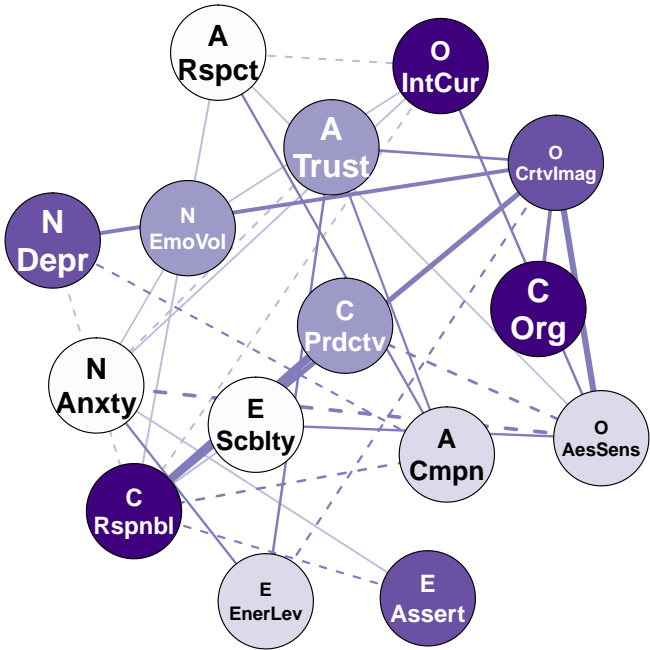 A
Rspct
O
IntCur
A
Trust
O
CrtvImag
N
EmoVol
N
Depr
C
Org
C
Prdctv
N
Anxty
E
Scblty
A
Cmpn
O
AesSens
C
Rspnbl
E
EnerLev
E
Assert